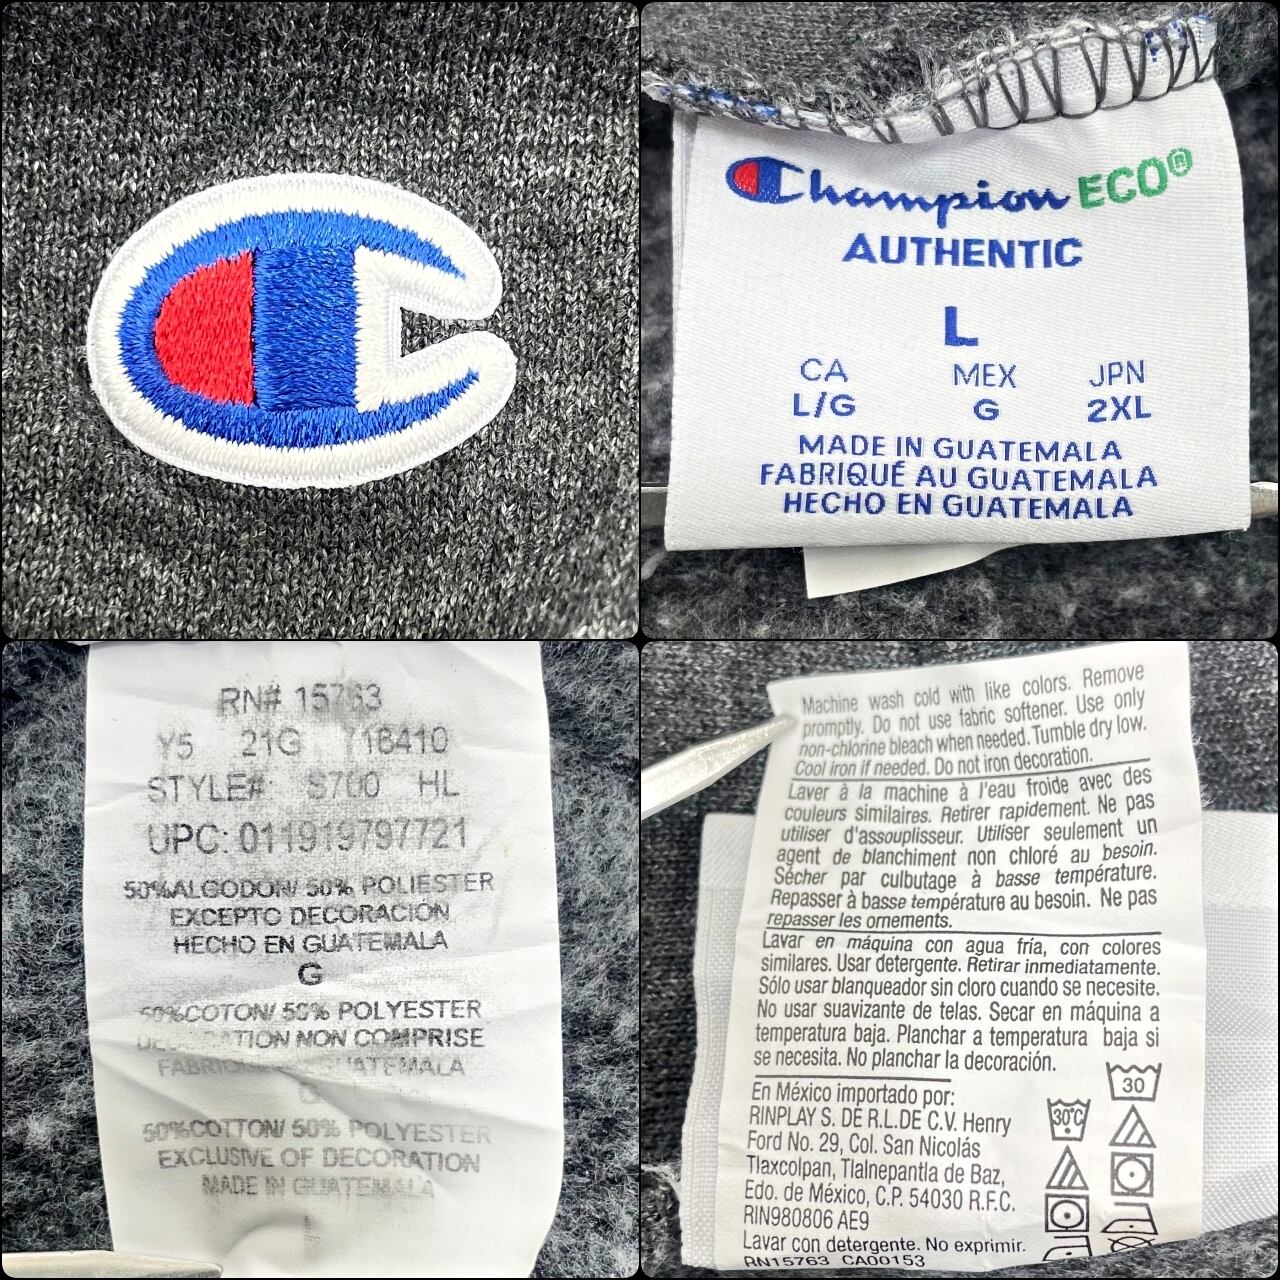 Champion ECO®
AUTHENTIC
L
CA MEX JPN
L/G G 2XL
MADE IN GUATEMALA
FABRIQUÉ AU GUATEMALA
HECHO EN GUATEMALA
RN# 15763
Y5 21G 716410
STYLE#: S700 HL
UPC: 011919797721
50%ALGODON/ 50% POLIESTER
EXCEPTO DECORACIÓN
HECHO EN GUATEMALA
G
50%COTON/ 50% POLYESTER
DECORATION NON COMPRISE
GUATEMALA
50%COTTON/ 50% POLYESTER
EXCLUSIVE OF DECORATION
MADE IN GUATEMALA
Machine wash cold with like colors. Remove
promptly. Do not use fabric softener. Use only
non-chlorine bleach when needed. Tumble dry low.
Cool iron if needed. Do not iron decoration.
Laver à la machine à l'eau froide avec des
couleurs similaires. Retirer rapidement. Ne pas
utiliser d'assouplisseur. Utiliser seulement un
agent de blanchiment non chloré au besoin.
Sécher par culbutage à basse température.
Repasser à basse température au besoin. Ne pas
repasser les ornements.
Lavar en máquina con agua fría, con colores
similares. Usar detergente. Retirar inmediatamente.
Sólo usar blanqueador sin cloro cuando se necesite.
No usar suavizante de telas. Secar en máquina a
temperatura baja. Planchar a temperatura baja si
se necesita. No planchar la decoración.
En México importado por:
RINPLAY S. DE R.L.DE C.V. Henry
Ford No. 29, Col. San Nicolás
Tlaxcolpan, Tlalnepantla de Baz,
Edo. de México, C.P. 54030 R.F.C.
RIN980806 AE9
Lavar con detergente. No exprimir.
RN15763 CA00153
30
30°C